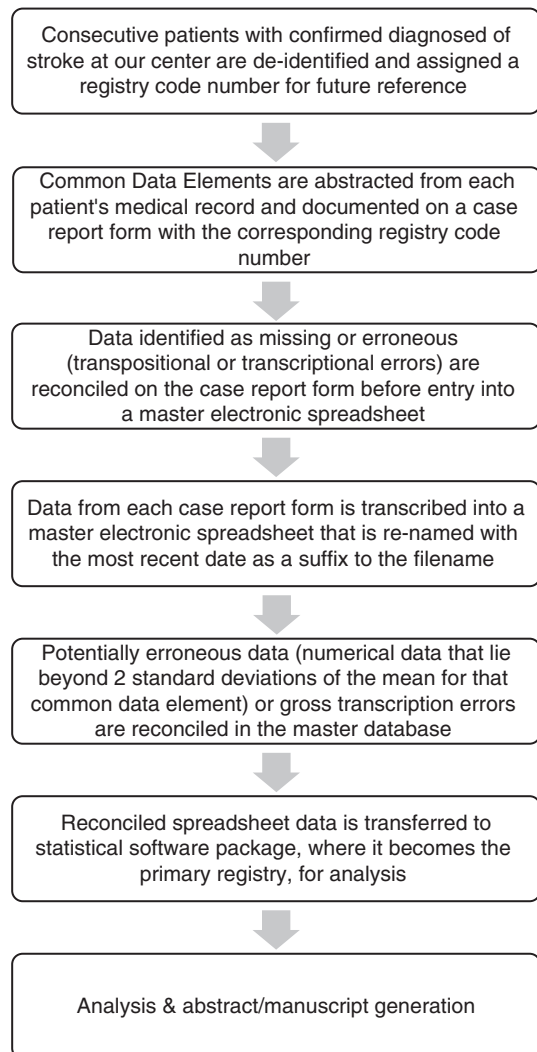 Consecutive patients with confirmed diagnosed of
stroke at our center are de-identified and assigned a
registry code number for future reference
Common Data Elements are abstracted from each
patient's medical record and documented on a case
report form with the corresponding registry code
number
Data identified as missing or erroneous
(transpositional or transcriptional errors) are
reconciled on the case report form before entry into
a master electronic spreadsheet
Data from each case report form is transcribed into a
master electronic spreadsheet that is re-named with
the most recent date as a suffix to the filename
Potentially erroneous data (numerical data that lie
beyond 2 standard deviations of the mean for that
common data element) or gross transcription errors
are reconciled in the master database
Reconciled spreadsheet data is transferred to
statistical software package, where it becomes the
primary registry, for analysis
Analysis & abstract/manuscript generation